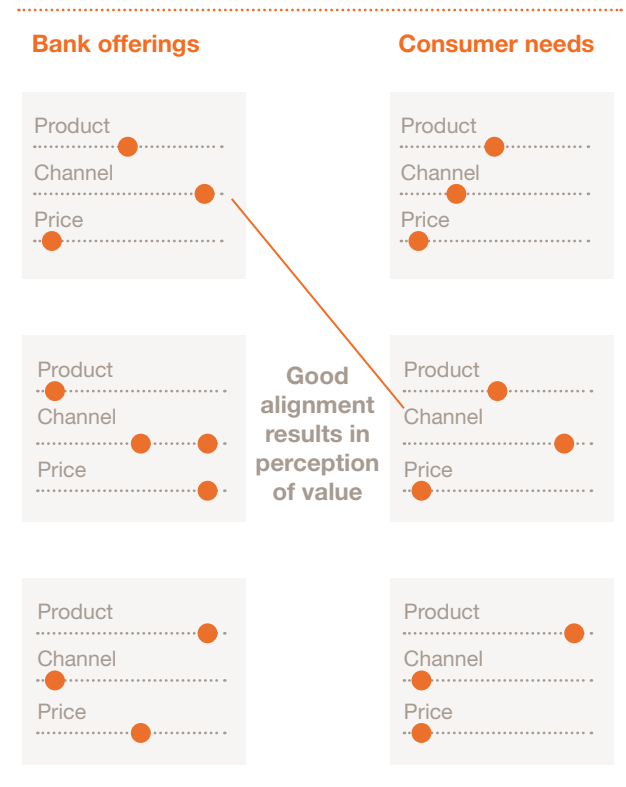 Bank offerings
Consumer needs
Product
Channel
Price
Product
Channel
Price
Product
Channel
Price
Good
alignment
results in
perception
of value
Product
Channel
Price
Product
Channel
Price
Product
Channel
Price